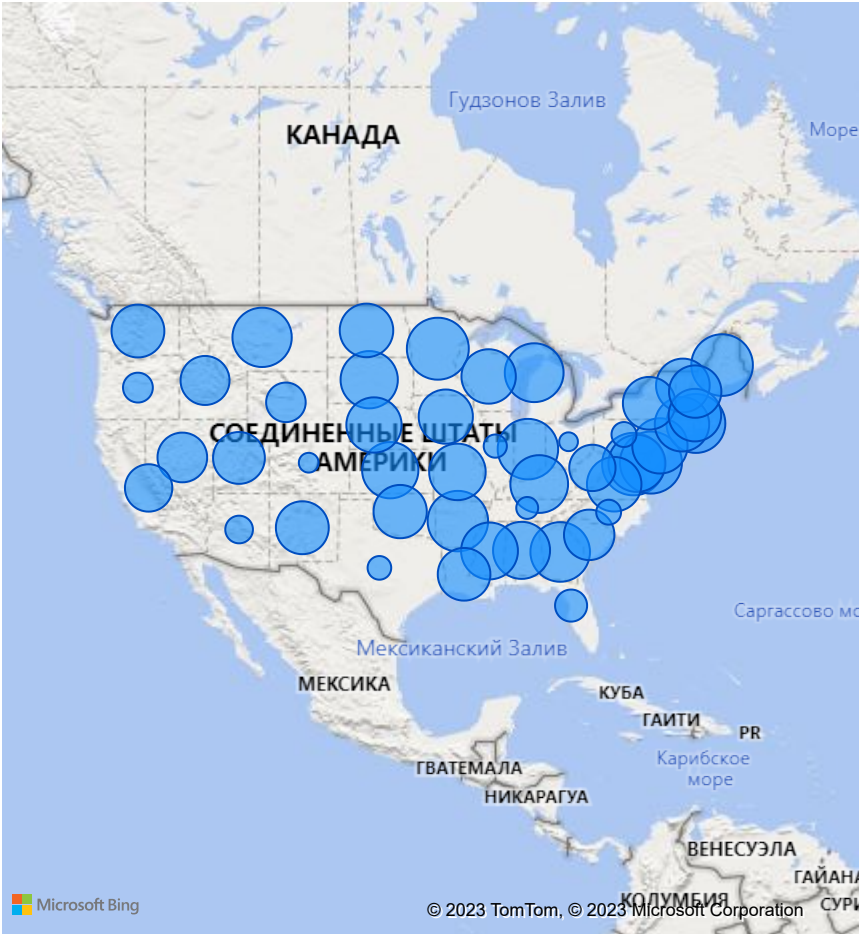 Гудзонов Залив
КАНАДА
Море
СОЕДИНЕННЫЕ ШТАТЫ
АМЕРИКИ
Саргассово мо
Мексиканский Залив
МЕКСИКА
КУБА
ГАИТИ
PR
Карибское
море
ГВАТЕМАЛА
НИКАРАГУА
ВЕНЕСУЭЛА
ГАЙАНА
КОЛУМБИЯ
СУРИ
Microsoft Bing
© 2023 TomTom, © 2023 Microsoft Corporation